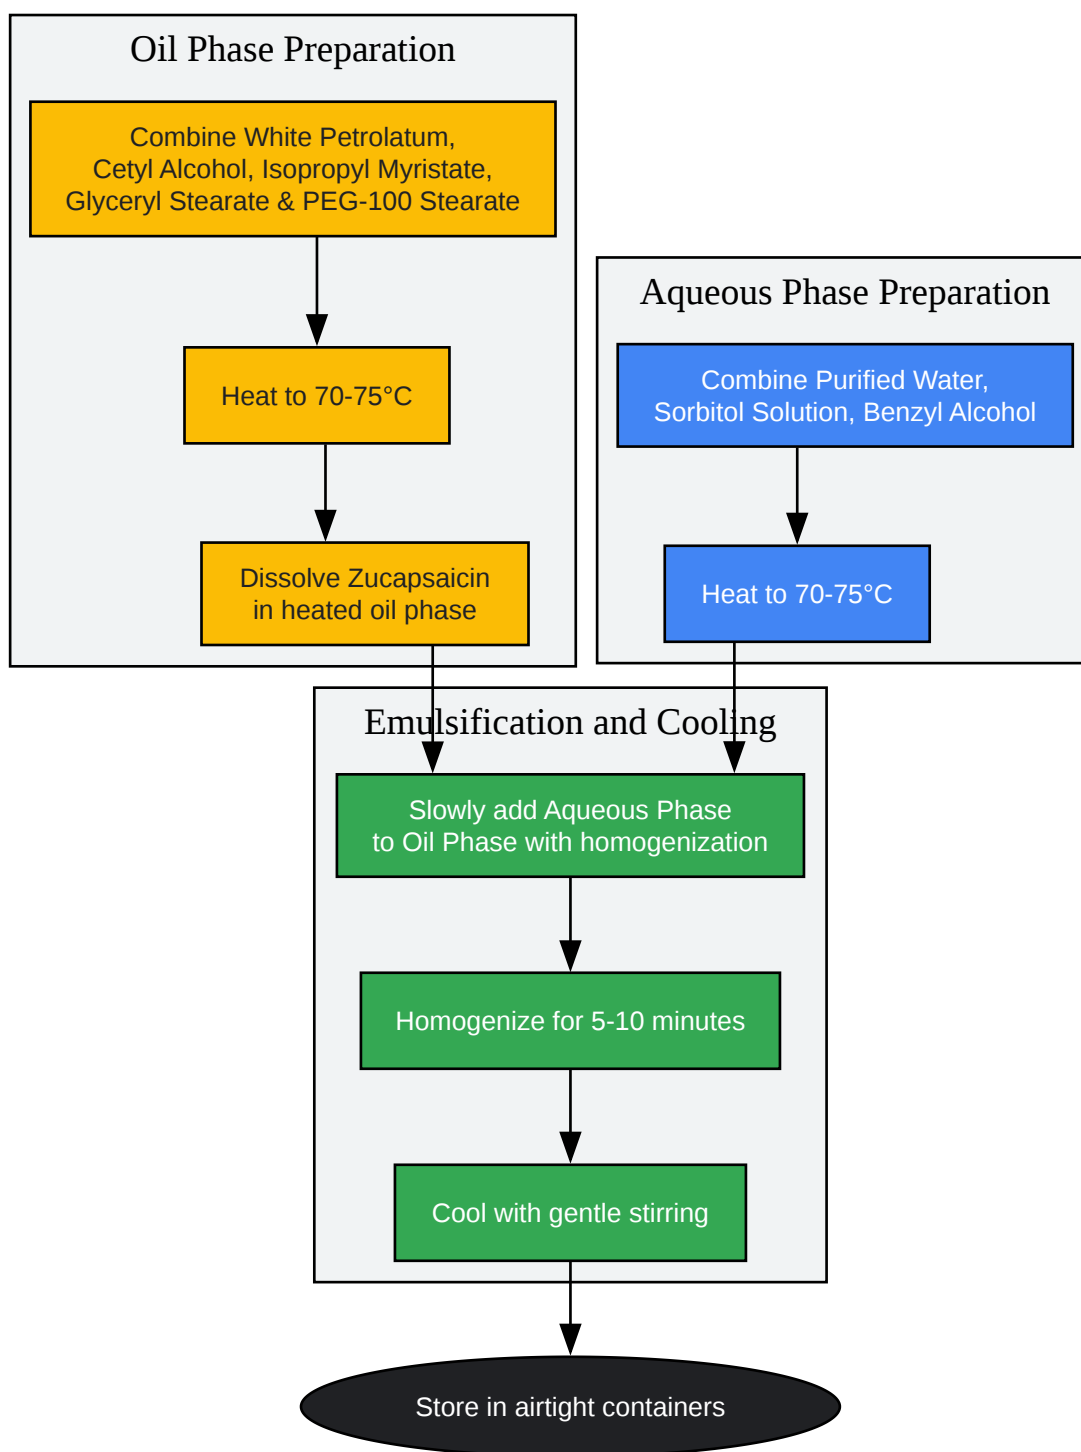 Oil Phase Preparation
Combine White Petrolatum,
Cetyl Alcohol, Isopropyl Myristate,
Glyceryl Stearate & PEG-100 Stearate
Heat to 70-75°C
Dissolve Zucapsaicin
in heated oil phase
Aqueous Phase Preparation
Combine Purified Water,
Sorbitol Solution, Benzyl Alcohol
Heat to 70-75°C
Emulsification and Cooling
Slowly add Aqueous Phase
to Oil Phase with homogenization
Homogenize for 5-10 minutes
Cool with gentle stirring
Store in airtight containers